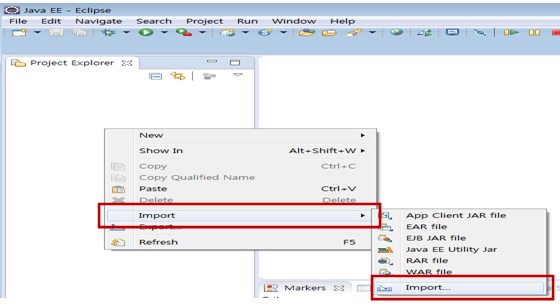 Java EE - Eclipse
File Edit Navigate Search Project Run Window Help
Project Explorer
New
Show In Alt+Shift+W
Copy Ctrl+C
Copy Qualified Name
Paste Ctrl+V
Delete Delete
Import
Export...
Refresh F5
App Client JAR file
EAR file
EJB JAR file
Java EE Utility Jar
RAR file
WAR file
Import...
Markers